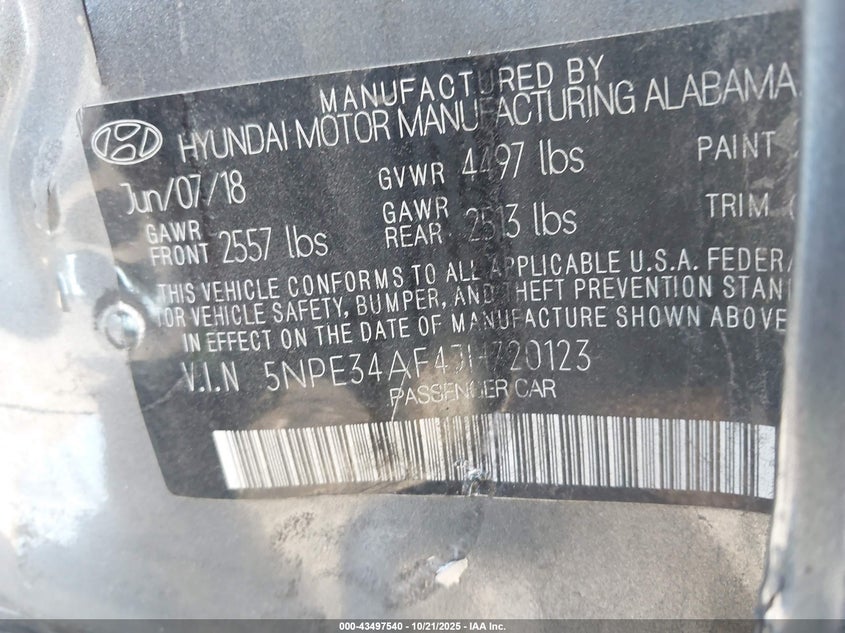 MANUFACTURED BY
HYUNDAI MOTOR MANUFACTURING ALABAMA
Jun/07/18 GVWR 4497 lbs PAINT
GAWR FRONT 2557 lbs GAWR REAR 2513 lbs TRIM
THIS VEHICLE CONFORMS TO ALL APPLICABLE U.S.A. FEDERA
FOR VEHICLE SAFETY, BUMPER, AND THEFT PREVENTION STAN
IN EFFECT ON THE DATE OF MANUFACTURE SHOWN ABOVE
V.I.N 5NPE34AF4JH720123
PASSENGER CAR
000-43497540 - 10/21/2025 - IAA Inc.